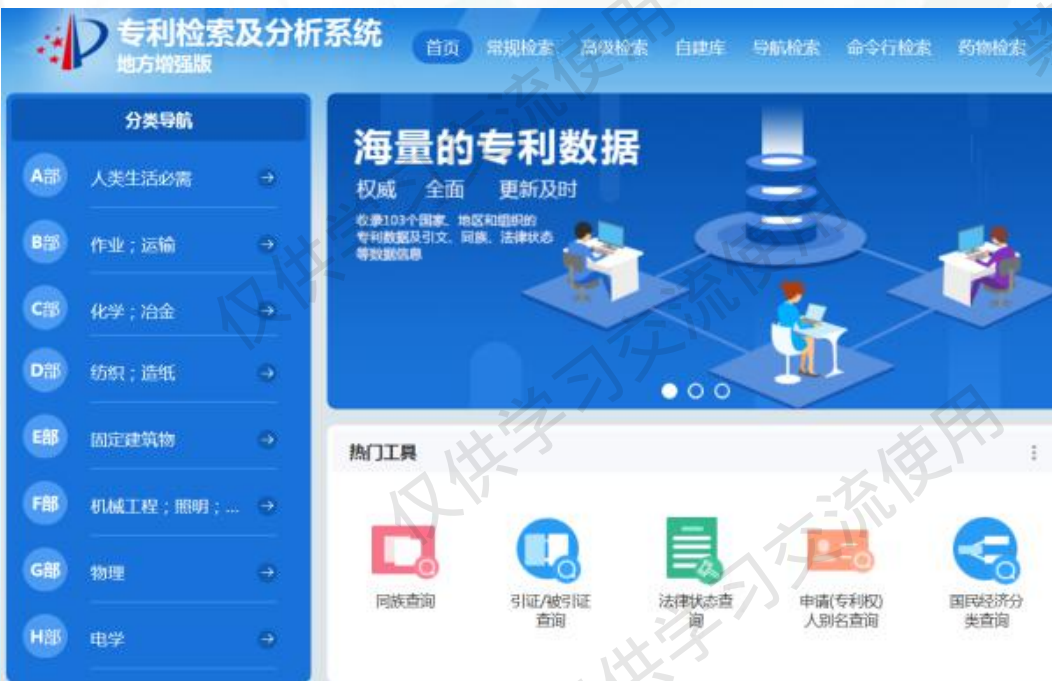 专利检索及分析系统
地方增强版
首页 常规检索 高级检索 自建库 导航检索 命令行检索 药物检索
分类导航
A部 人类生活必需
B部 作业；运输
C部 化学；冶金
D部 纺织；造纸
E部 固定建筑物
F部 机械工程；照明；...
G部 物理
H部 电学
海量的专利数据
权威 全面 更新及时
收录103个国家、地区和组织的
专利数据及引文、同族、法律状态
等数据信息
热门工具
同族查询
引证/被引证
查询
法律状态查
询
申请(专利权)
人别名查询
国民经济分
类查询
仅供学习交流使用
仅供学习交流使用